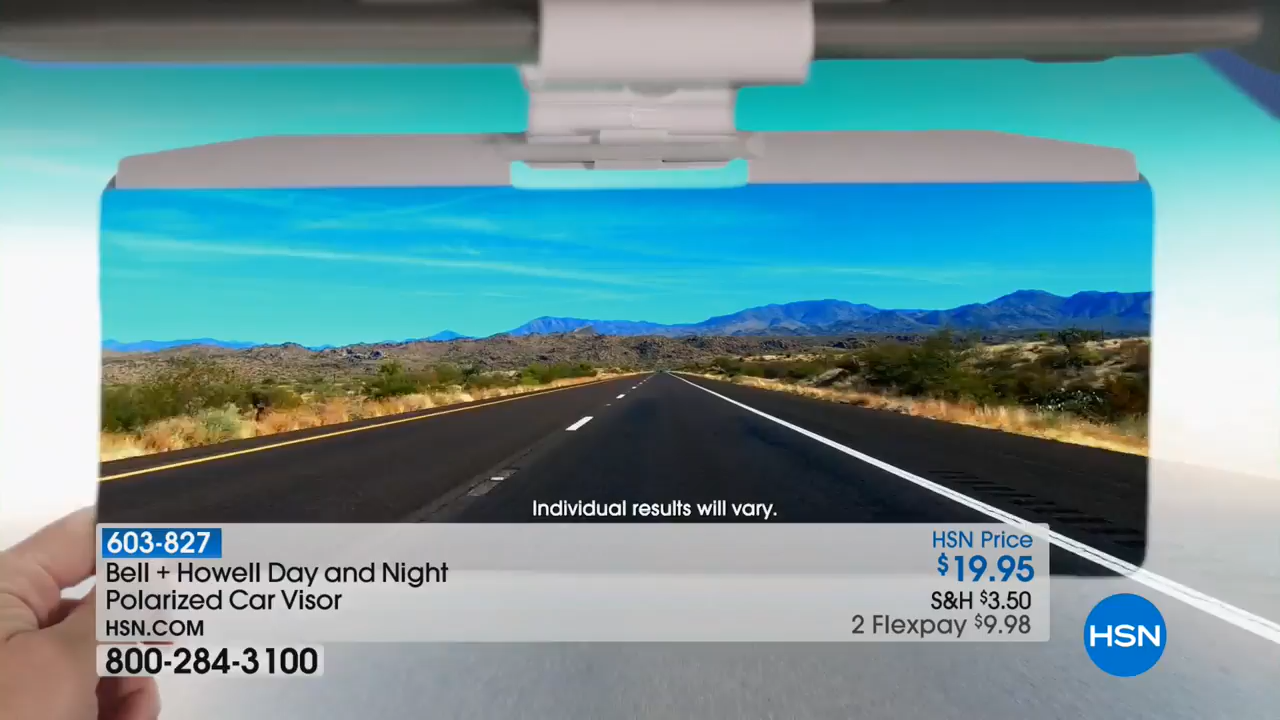 Individual results will vary.
603-827
Bell + Howell Day and Night
Polarized Car Visor
HSN.COM
800-284-3100
HSN Price
$19.95
S&H $3.50
2 Flexpay $9.98
HSN